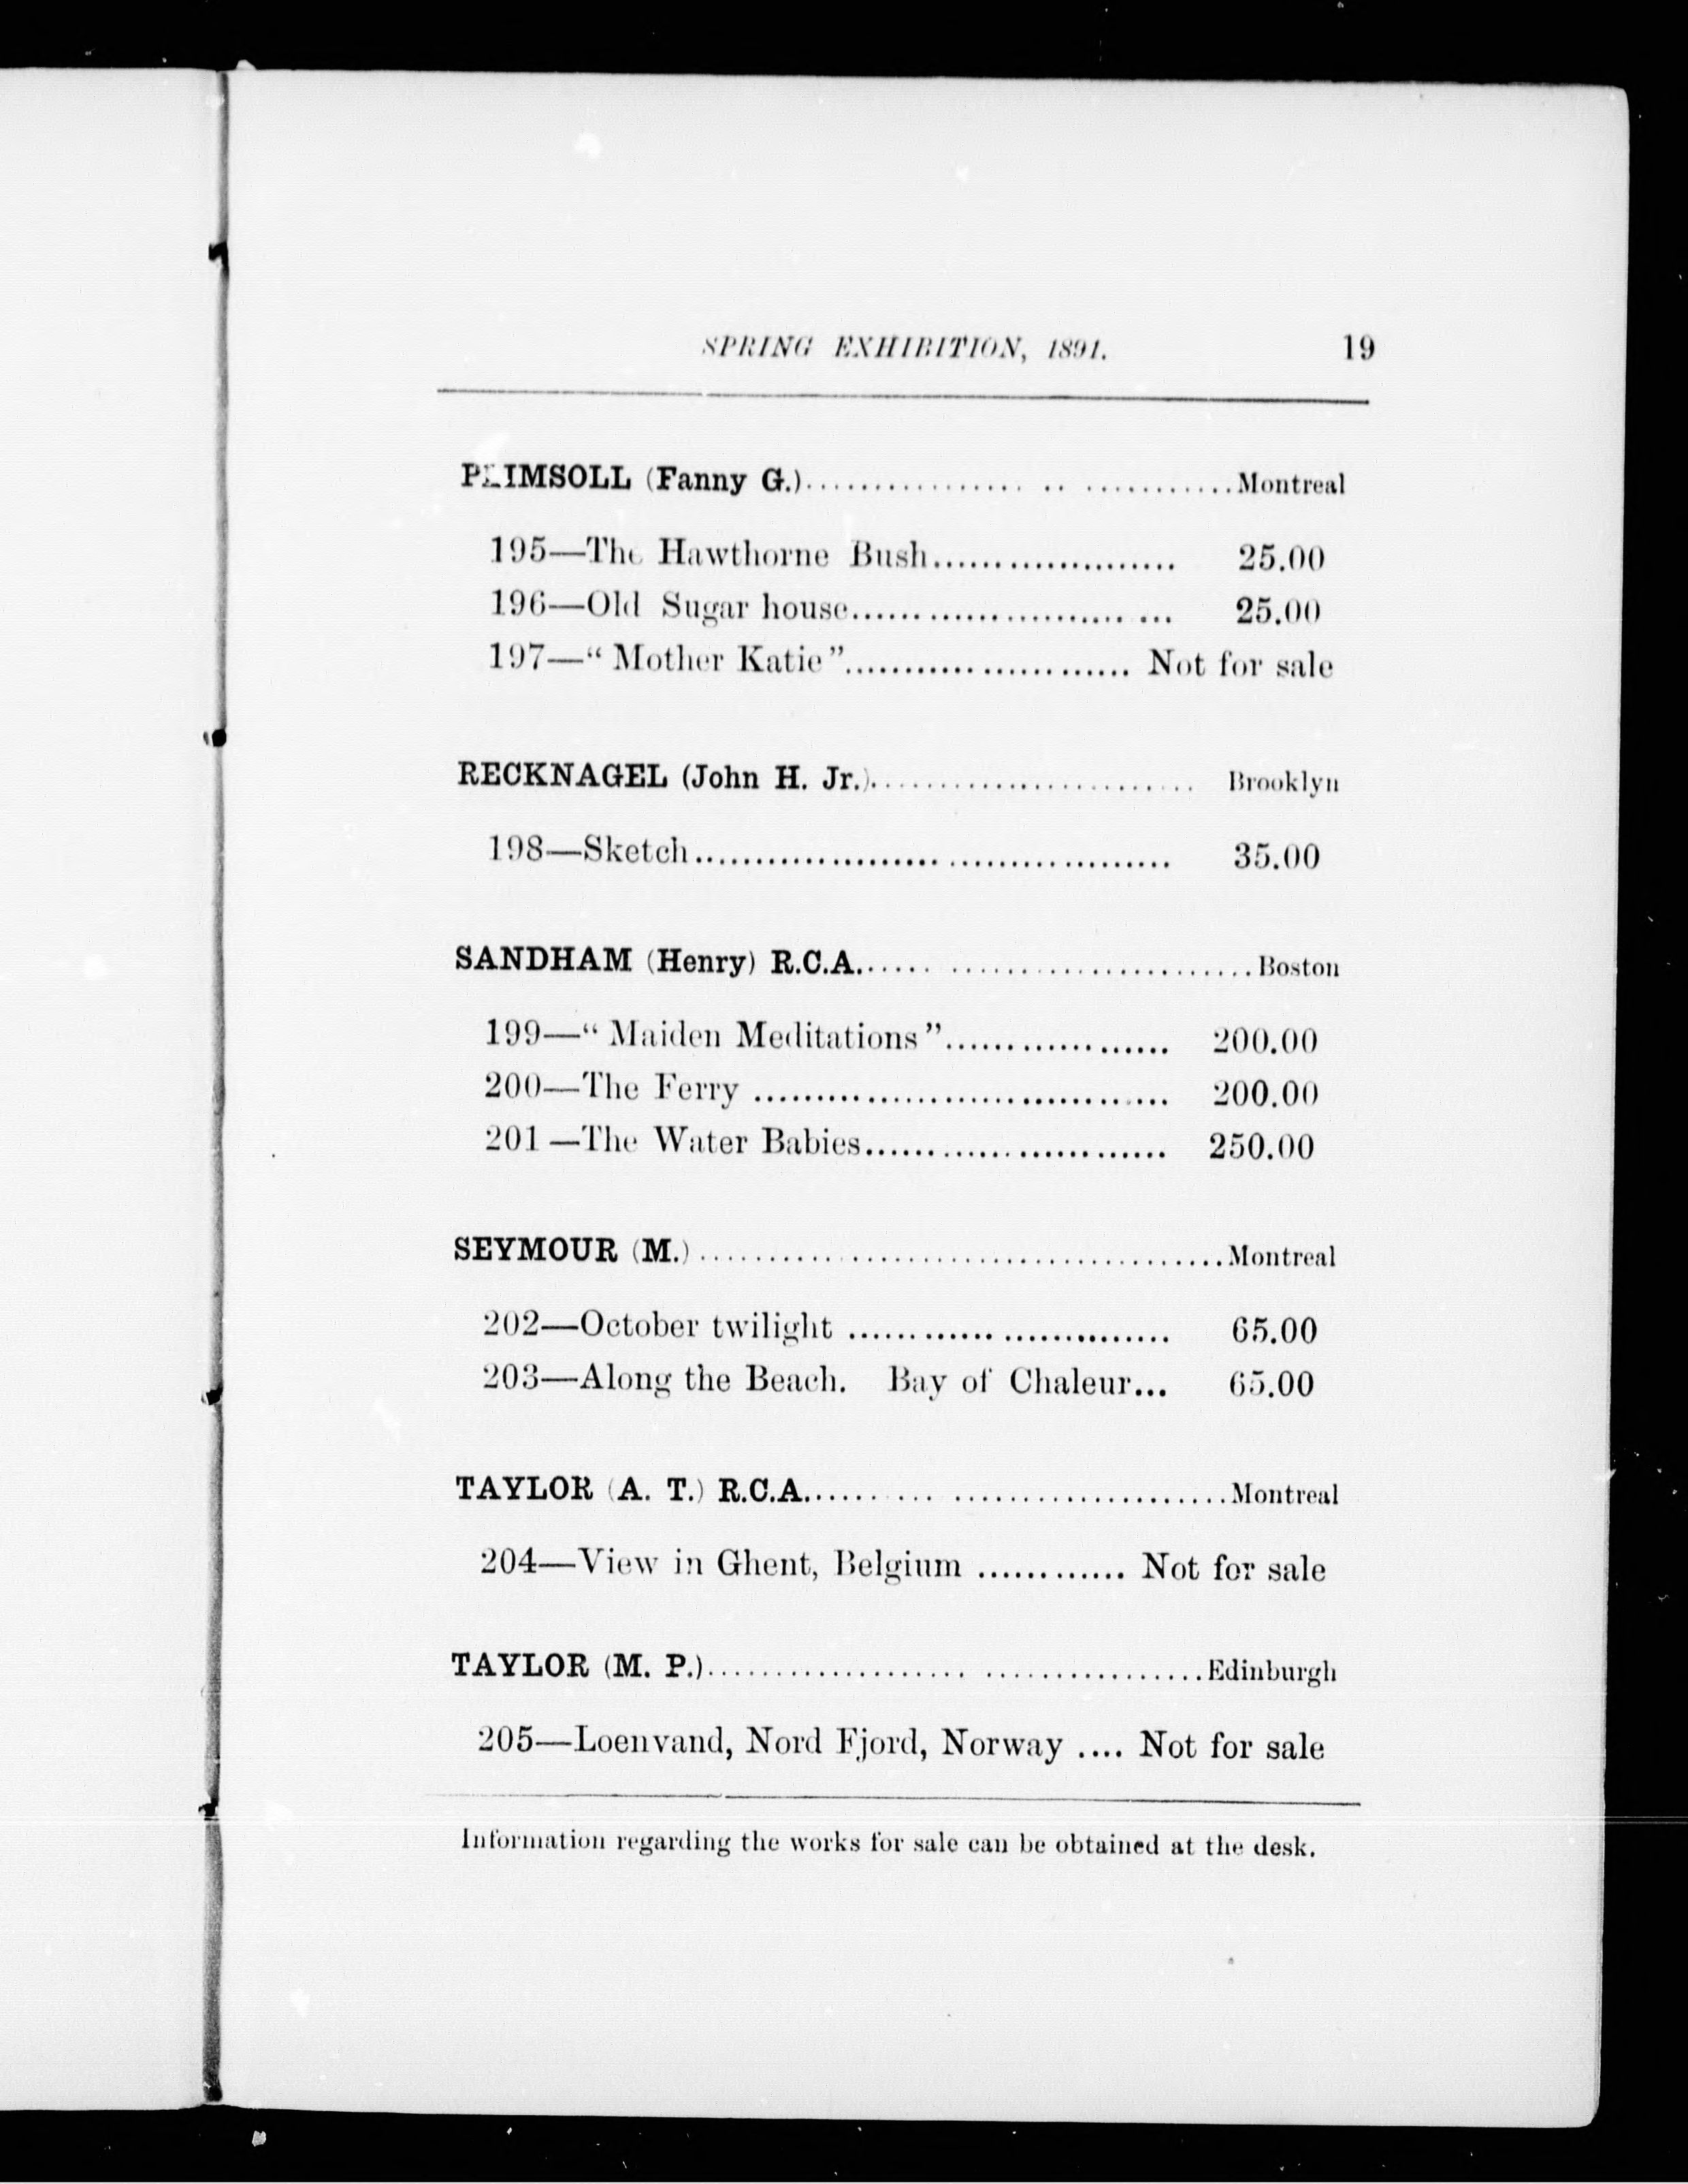 SPRING EXHIBITION, 1891. 19
PLIMSOLL (Fanny G.)................. .. ............Montreal
195—The Hawthorne Bush................... 25.00
196—Old Sugar house...................... ... 25.00
197—“Mother Katie”....................... Not for sale
RECKNAGEL (John H. Jr.)........................ Brooklyn
198—Sketch.................... .................. 35.00
SANDHAM (Henry) R.C.A...... .......................Boston
199—“Maiden Meditations”.................. 200.00
200—The Ferry ................................. 200.00
201—The Water Babies........................ 250.00
SEYMOUR (M.).......................................Montreal
202—October twilight ............ .............. 65.00
203—Along the Beach. Bay of Chaleur... 65.00
TAYLOR (A. T.) R.C.A.......... .....................Montreal
204—View in Ghent, Belgium ............ Not for sale
TAYLOR (M. P.)................... .................Edinburgh
205—Loenvand, Nord Fjord, Norway .... Not for sale
Information regarding the works for sale can be obtained at the desk.